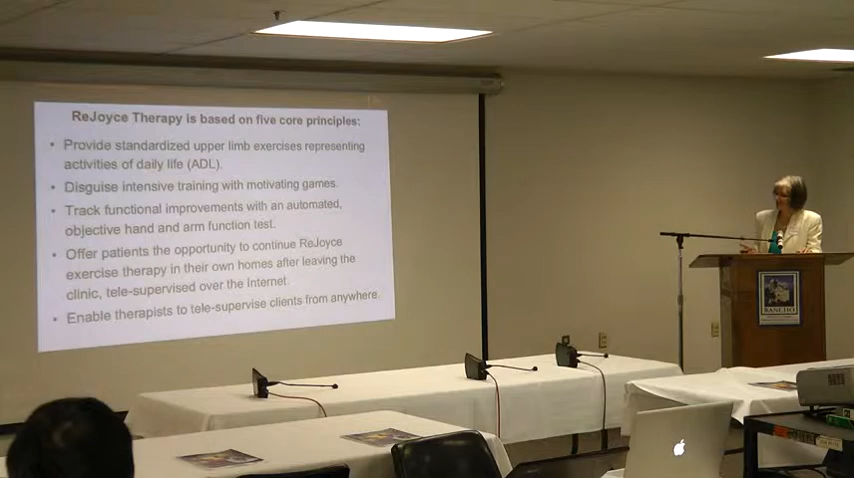 ReJoyce Therapy is based on five core principles:
• Provide standardized upper limb exercises representing
activities of daily life (ADL).
• Disguise intensive training with motivating games.
• Track functional improvements with an automated,
objective hand and arm function test.
• Offer patients the opportunity to continue ReJoyce
exercise therapy in their own homes after leaving the
clinic, tele-supervised over the Internet.
• Enable therapists to tele-supervise clients from anywhere.
RANCHO